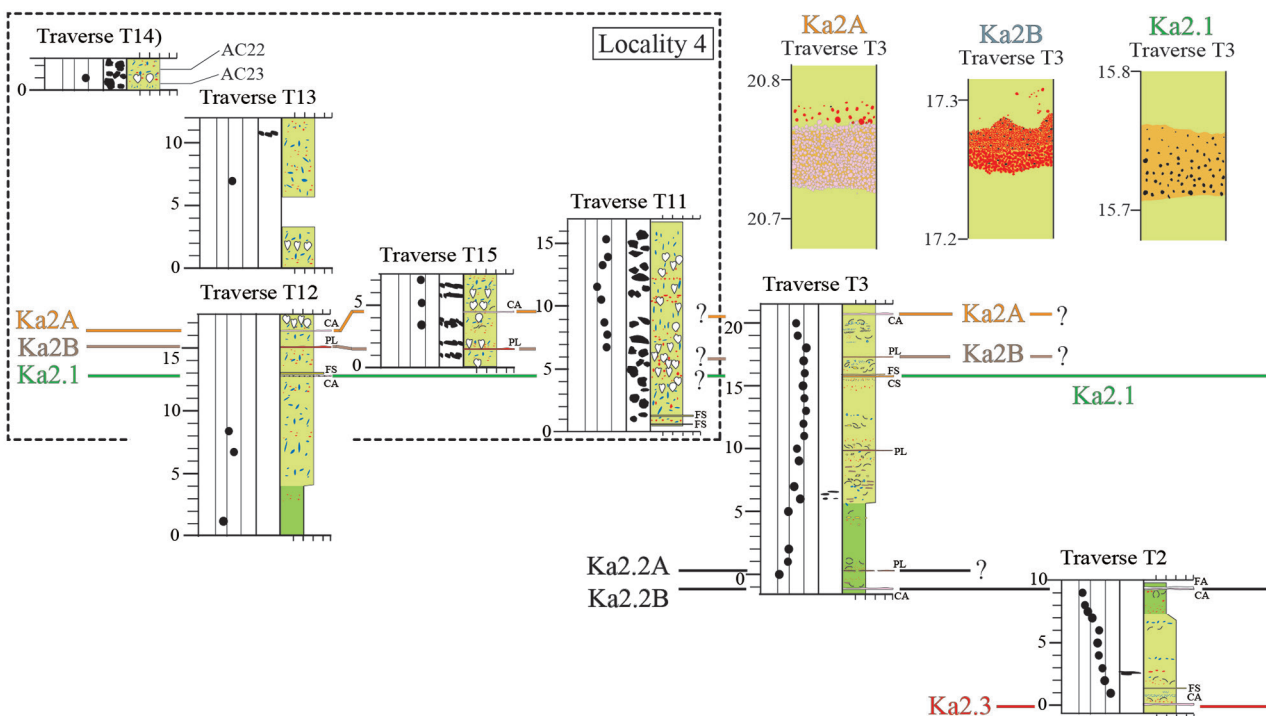 Traverse T14)
AC22
AC23
0
Locality 4
Traverse T13
10
5
0
Traverse T15
5
0
CA
PL
Traverse T11
15
10
5
0
FS
FS
Traverse T12
15
10
5
0
CA
PL
FS
CA
Ka2A
Ka2B
Ka2.1
?
?
?
Ka2A
Traverse T3
20.8
20.7
Ka2B
Traverse T3
17.3
17.2
Ka2.1
Traverse T3
15.8
15.7
Traverse T3
20
15
10
5
0
CA
PL
FS
CS
PL
PL
CA
Ka2A ?
Ka2B ?
Ka2.1
Ka2.2A
?
Ka2.2B
Traverse T2
10
5
0
FA
CA
FS
CA
Ka2.3